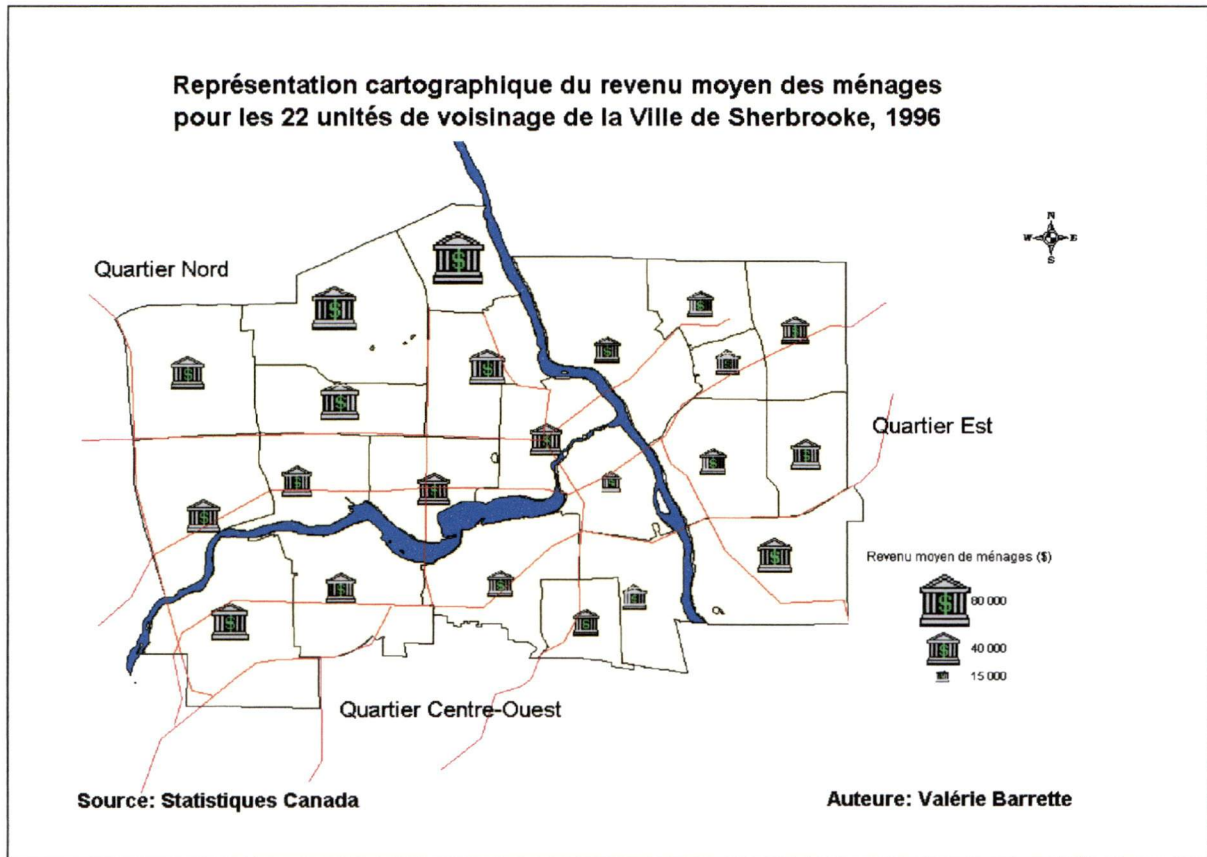 Représentation cartographique du revenu moyen des ménages
pour les 22 unités de voisinage de la Ville de Sherbrooke, 1996
N
W E
S
Quartier Nord
Quartier Est
Revenu moyen de ménages ($)
80 000
40 000
15 000
Quartier Centre-Ouest
Source: Statistiques Canada
Auteure: Valérie Barrette